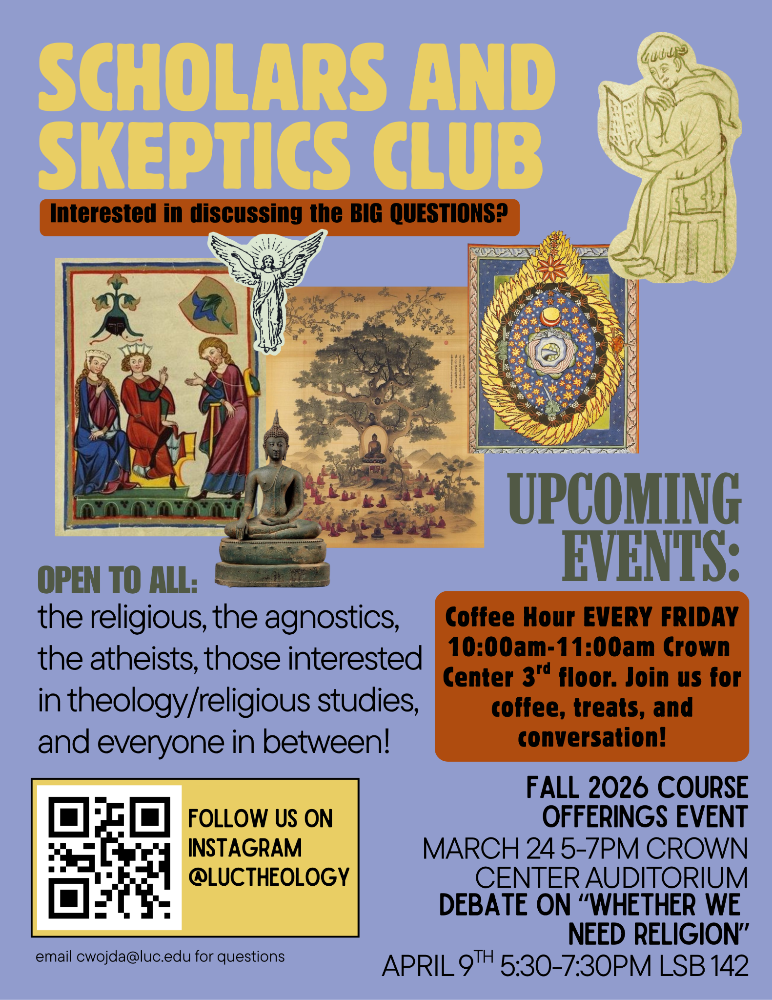 SCHOLARS AND
SKEPTICS CLUB
Interested in discussing the BIG QUESTIONS?
UPCOMING
EVENTS:
OPEN TO ALL:
the religious, the agnostics,
the atheists, those interested
in theology/religious studies,
and everyone in between!
Coffee Hour EVERY FRIDAY
10:00am-11:00am Crown
Center 3rd floor. Join us for
coffee, treats, and
conversation!
FOLLOW US ON
INSTAGRAM
@LUCTHEOLOGY
email cwojda@luc.edu for questions
FALL 2026 COURSE
OFFERINGS EVENT
MARCH 24 5-7PM CROWN
CENTER AUDITORIUM
DEBATE ON “WHETHER WE
NEED RELIGION”
APRIL 9TH 5:30-7:30PM LSB 142